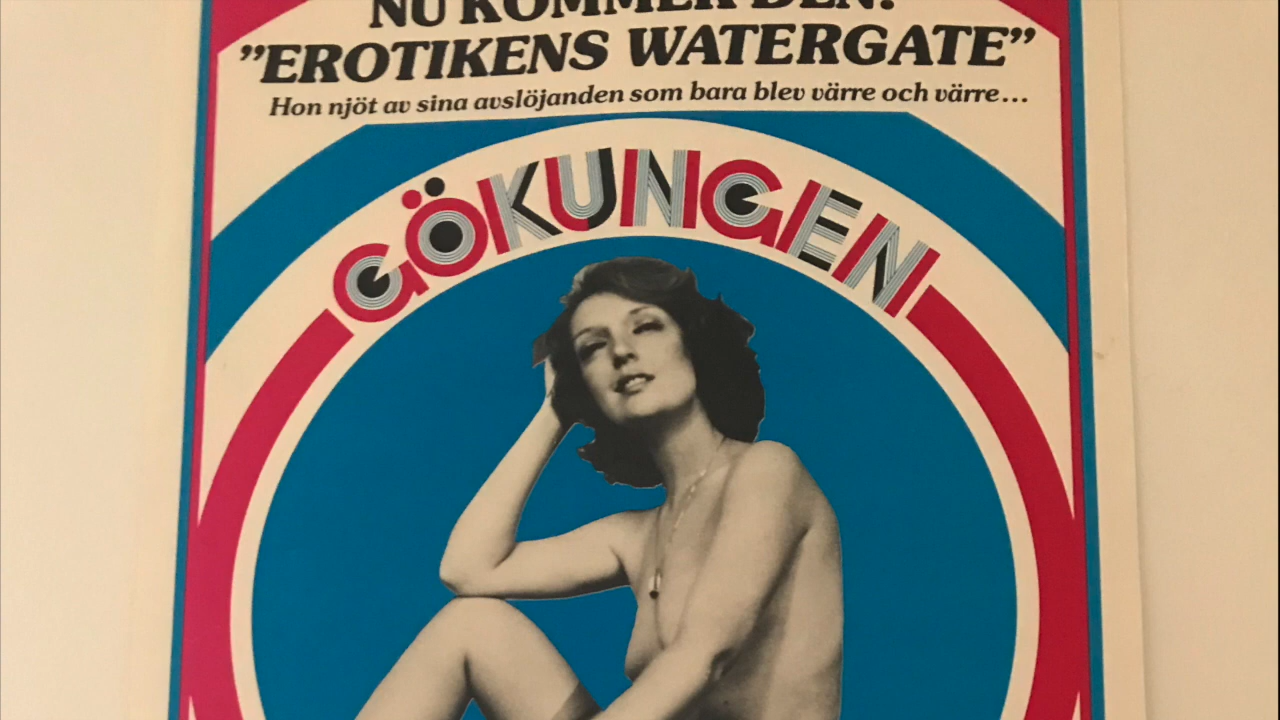 NU KOMMER DEN!
"EROTIKENS WATERGATE"
Hon njöt av sina avslöjanden som bara blev värre och värre...
GÖKUNGEN